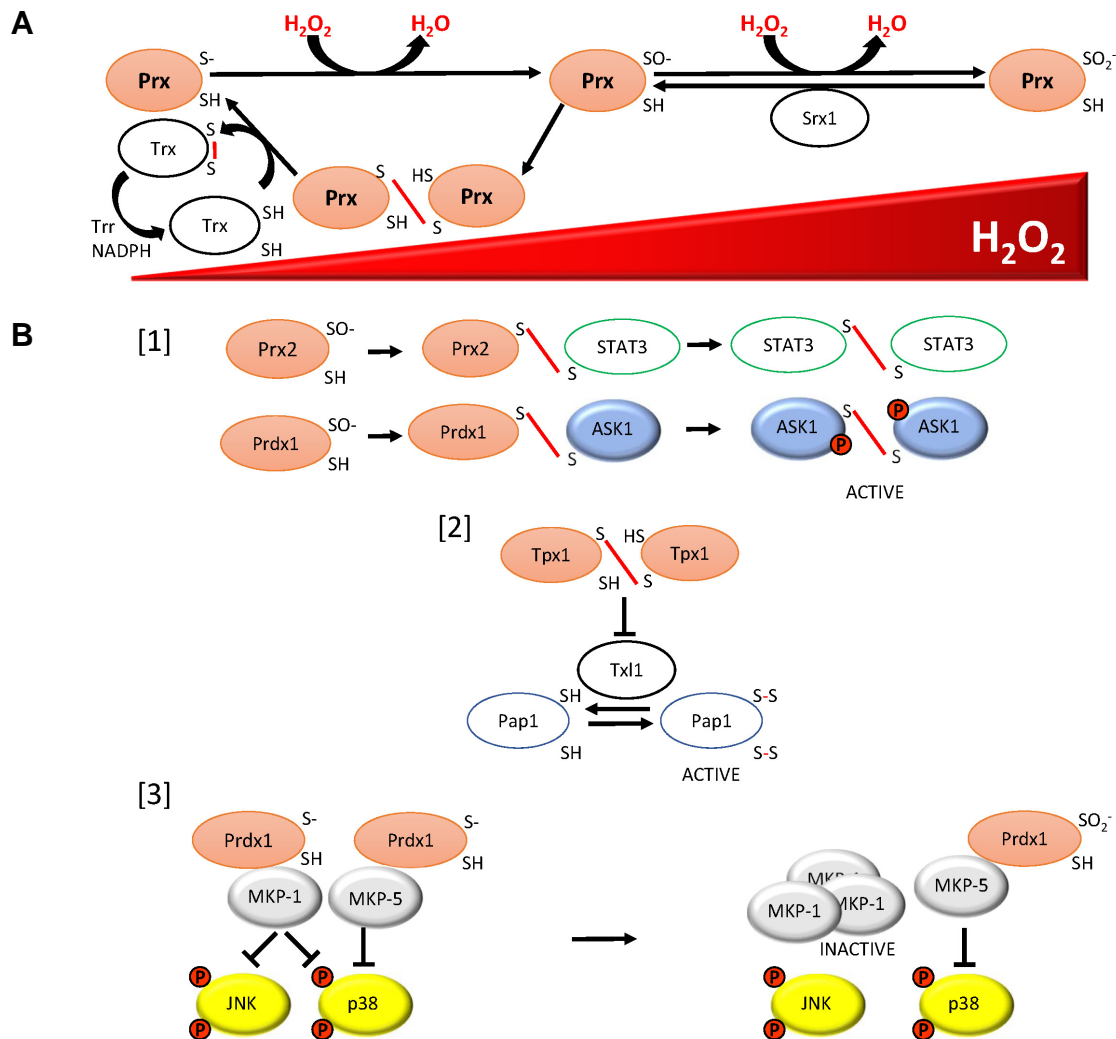 A
H₂O₂ H₂O H₂O₂ H₂O
S- SO- SO₂⁻
Prx Prx Prx
SH SH SH
Srx1
S
Trx
S
S HS
Prx Prx
SH S
SH
Trx
SH
Trr
NADPH
H₂O₂
B
[1]
SO- S S
Prx2 Prx2 STAT3 STAT3 STAT3
SH S S
SO- S P S
Prdx1 Prdx1 ASK1 ASK1 ASK1
SH S P S
ACTIVE
[2]
S HS
Tpx1 Tpx1
SH S
Txl1
SH S-S
Pap1 Pap1
SH S-S
ACTIVE
[3]
S- S- SO₂⁻
Prdx1 Prdx1 Prdx1
SH SH SH
MKP-1 MKP-5 MKP-1 MKP-1 MKP-5
INACTIVE
P P P P
JNK p38 JNK p38
P P P P